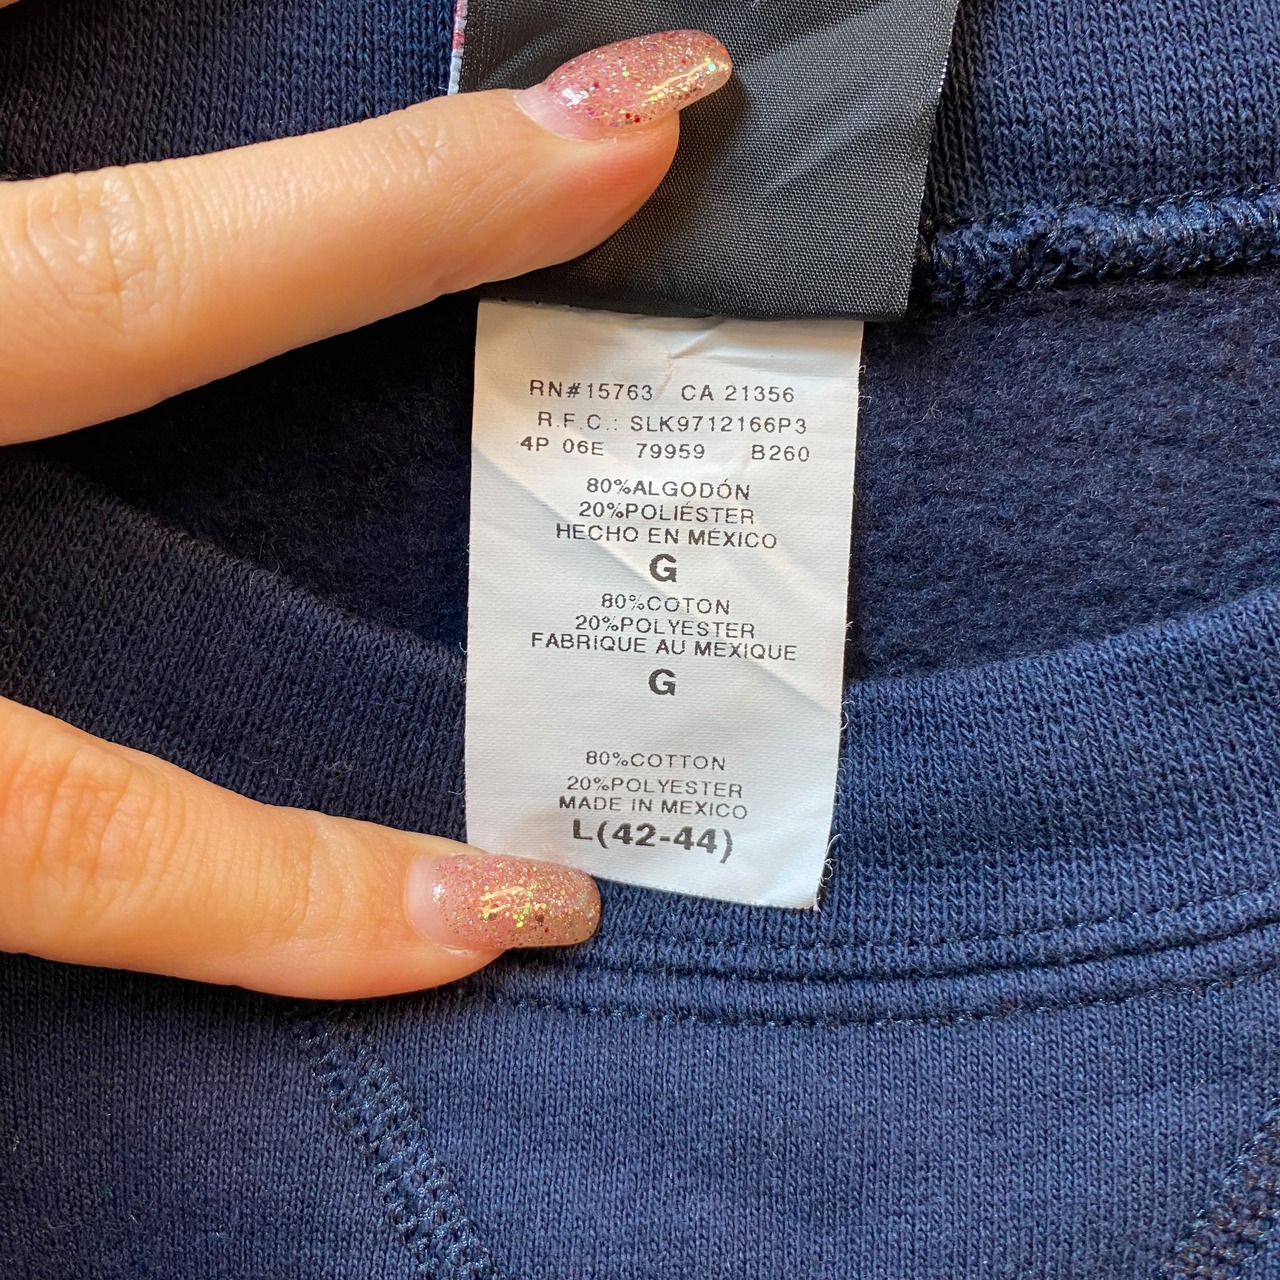 RN#15763 CA 21356
R.F.C.: SLK9712166P3
4P 06E 79959 B260
80%ALGODÓN
20%POLIÉSTER
HECHO EN MÉXICO
G
80%COTON
20%POLYESTER
FABRIQUE AU MEXIQUE
G
80%COTTON
20%POLYESTER
MADE IN MEXICO
L(42-44)